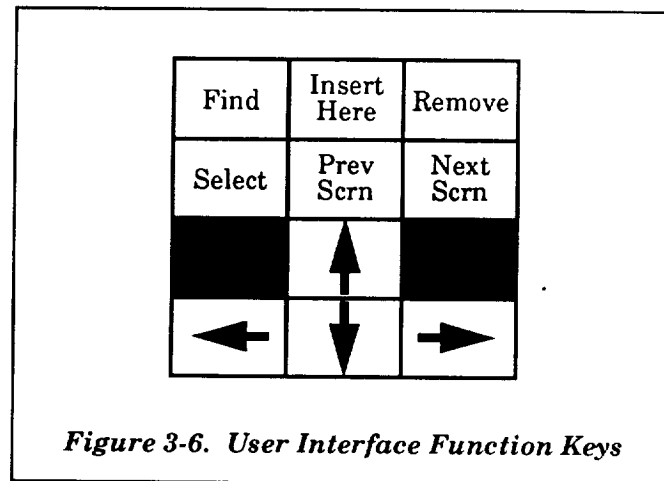 Find
Insert
Here
Remove
Select
Prev
Scrn
Next
Scrn
Figure 3-6. User Interface Function Keys